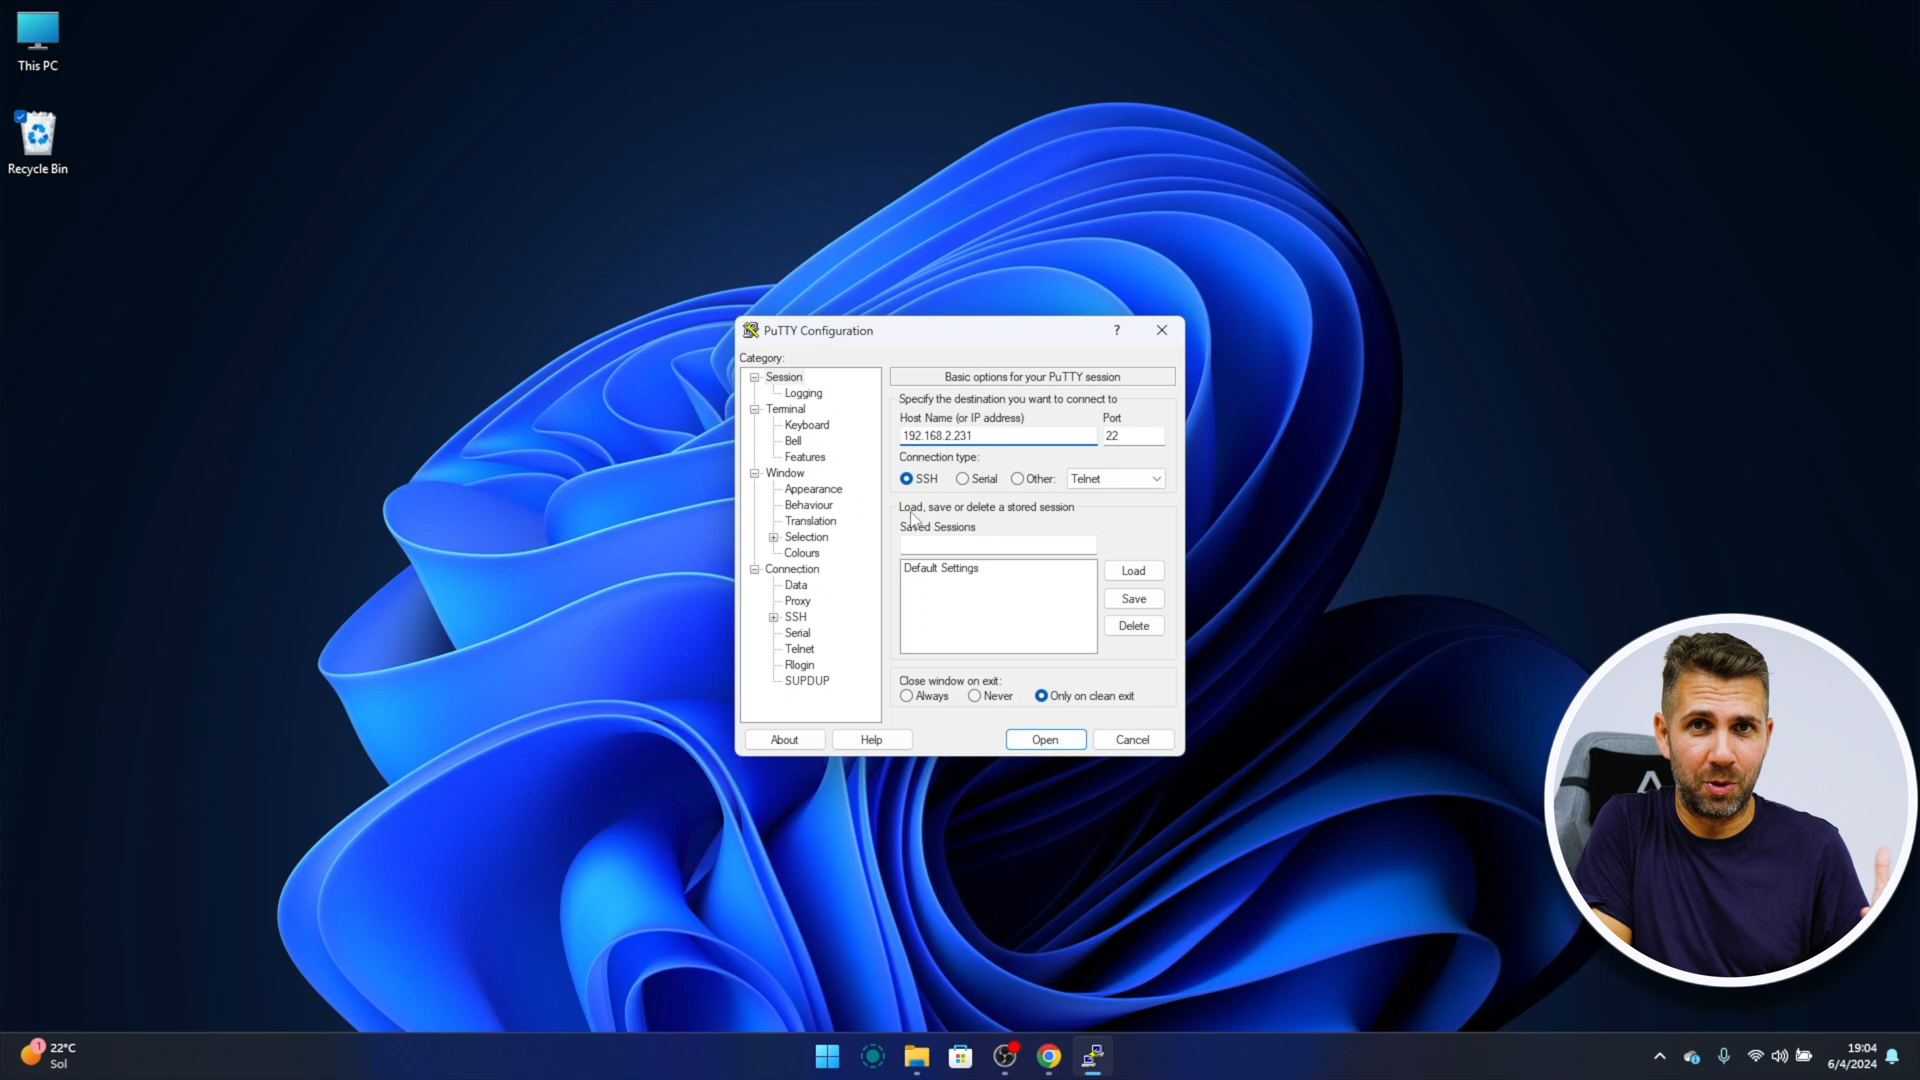 This PC
Recycle Bin
PuTTY Configuration
?
Category:
Session
Logging
Terminal
Keyboard
Bell
Features
Window
Appearance
Behaviour
Translation
Selection
Colours
Connection
Data
Proxy
SSH
Serial
Telnet
Rlogin
SUPDUP
Basic options for your PuTTY session
Specify the destination you want to connect to
Host Name (or IP address) Port
192.168.2.231 22
Connection type:
SSH Serial Other: Telnet
Load, save or delete a stored session
Saved Sessions
Default Settings
Load
Save
Delete
Close window on exit:
Always Never Only on clean exit
About Help Open Cancel
1
22°C
Sol
19:04
6/4/2024